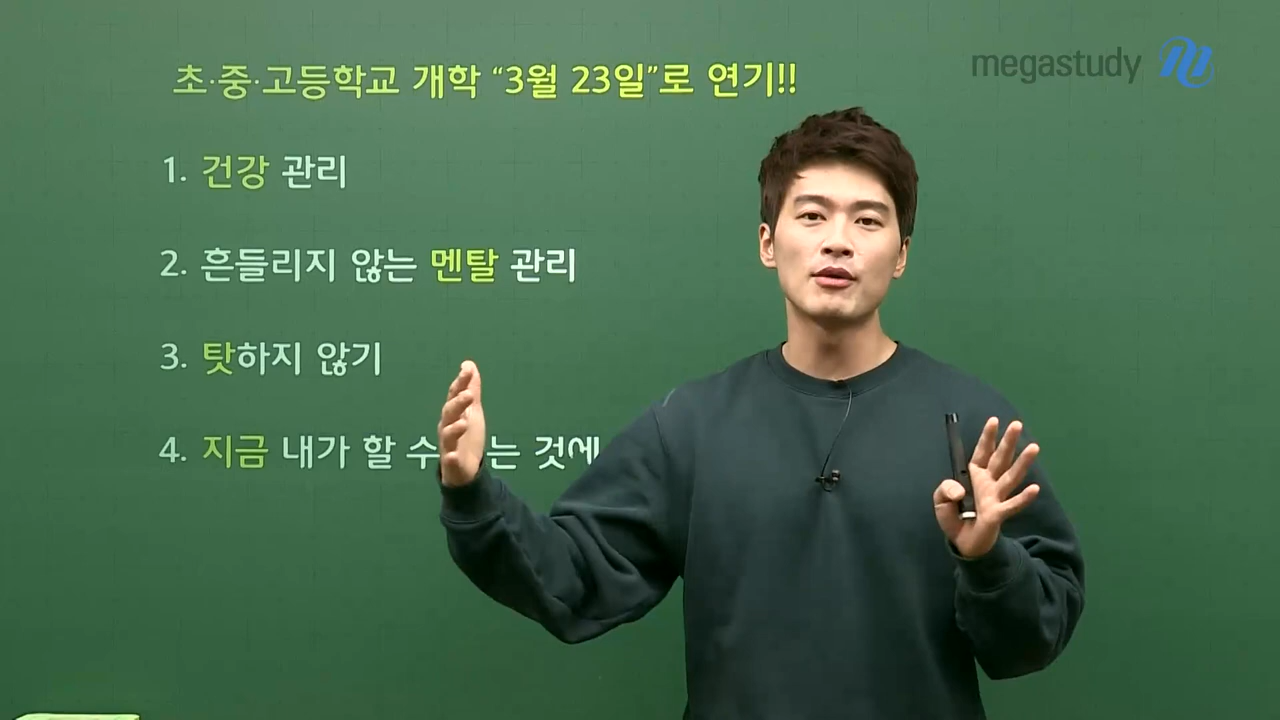 초·중·고등학교 개학 “3월 23일”로 연기!!
megastudy
1. 건강 관리
2. 흔들리지 않는 멘탈 관리
3. 탓하지 않기
4. 지금 내가 할 수 는 것에